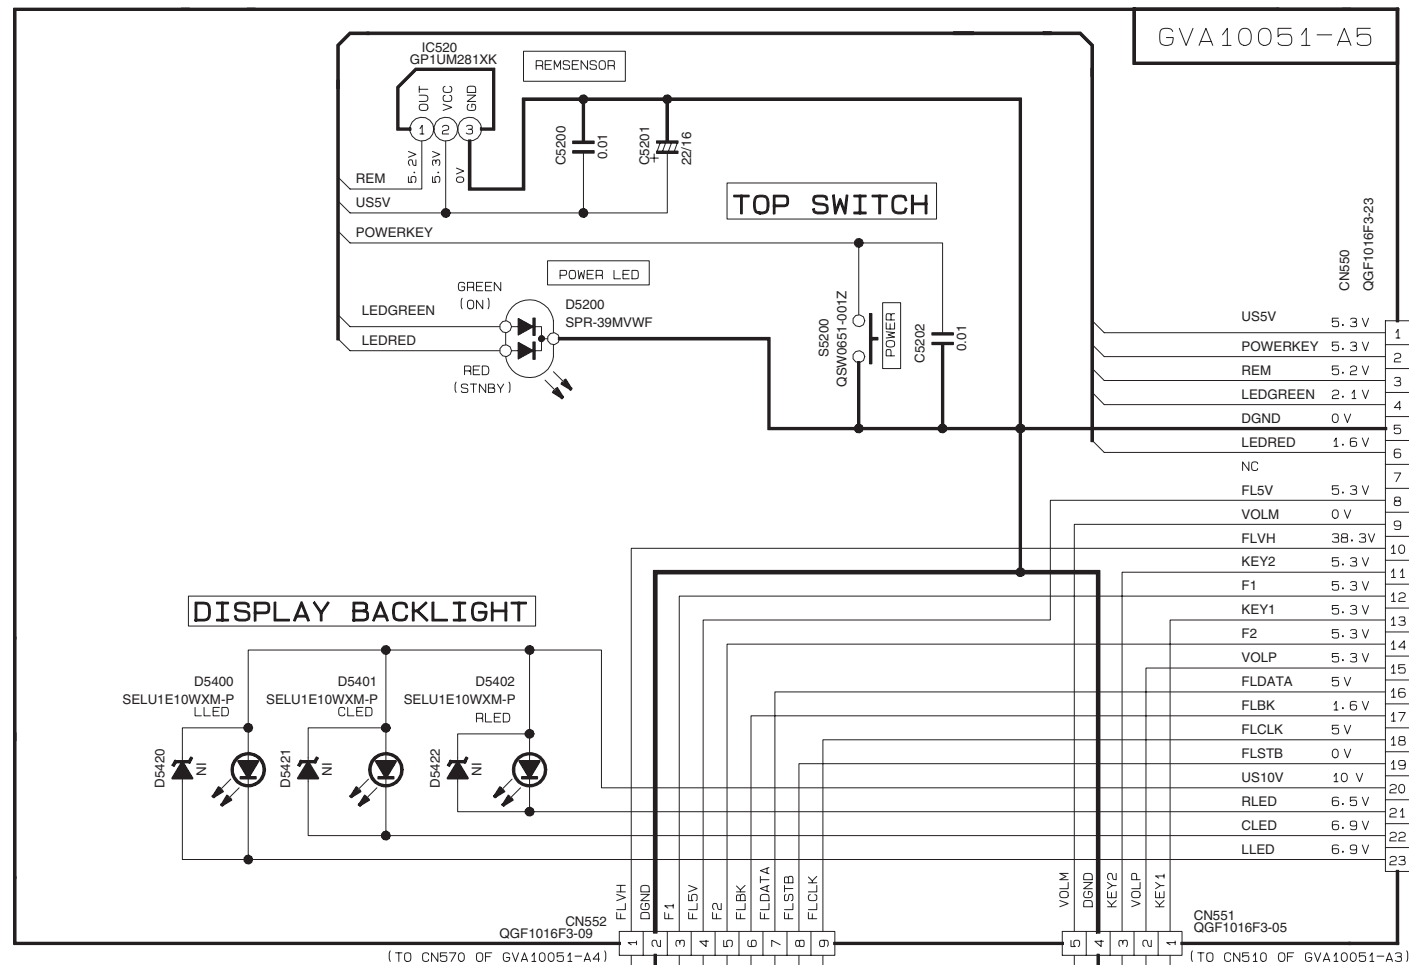 GVA10051-A5
IC520
GP1UM281XK
REMSENSOR
OUT
VCC
GND
1
2
3
5.2V
5.3V
0V
C5200
0.01
C5201
+
22/16
REM
US5V
POWERKEY
TOP SWITCH
POWER LED
GREEN
(ON)
D5200
SPR-39MVWF
LEDGREEN
LEDRED
RED
(STNBY)
S5200
QSW0651-001Z
POWER
C5202
0.01
CN550
QGF1016F3-23
US5V 5.3V 1
POWERKEY 5.3V 2
REM 5.2V 3
LEDGREEN 2.1V 4
DGND 0V 5
LEDRED 1.6V 6
NC 7
FL5V 5.3V 8
VOLM 0V 9
FLVH 38.3V 10
KEY2 5.3V 11
F1 5.3V 12
KEY1 5.3V 13
F2 5.3V 14
VOLP 5.3V 15
FLDATA 5V 16
FLBK 1.6V 17
FLCLK 5V 18
FLSTB 0V 19
US10V 10V 20
RLED 6.5V 21
CLED 6.9V 22
LLED 6.9V 23
DISPLAY BACKLIGHT
D5400
SELU1E10WXM-P
LLED
D5401
SELU1E10WXM-P
CLED
D5402
SELU1E10WXM-P
RLED
D5420
NI
D5421
NI
D5422
NI
FLVH
DGND
F1
FL5V
F2
FLBK
FLDATA
FLSTB
FLCLK
VOLM
DGND
KEY2
VOLP
KEY1
CN552
QGF1016F3-09
1 2 3 4 5 6 7 8 9
5 4 3 2 1
CN551
QGF1016F3-05
(TO CN570 OF GVA10051-A4)
(TO CN510 OF GVA10051-A3)